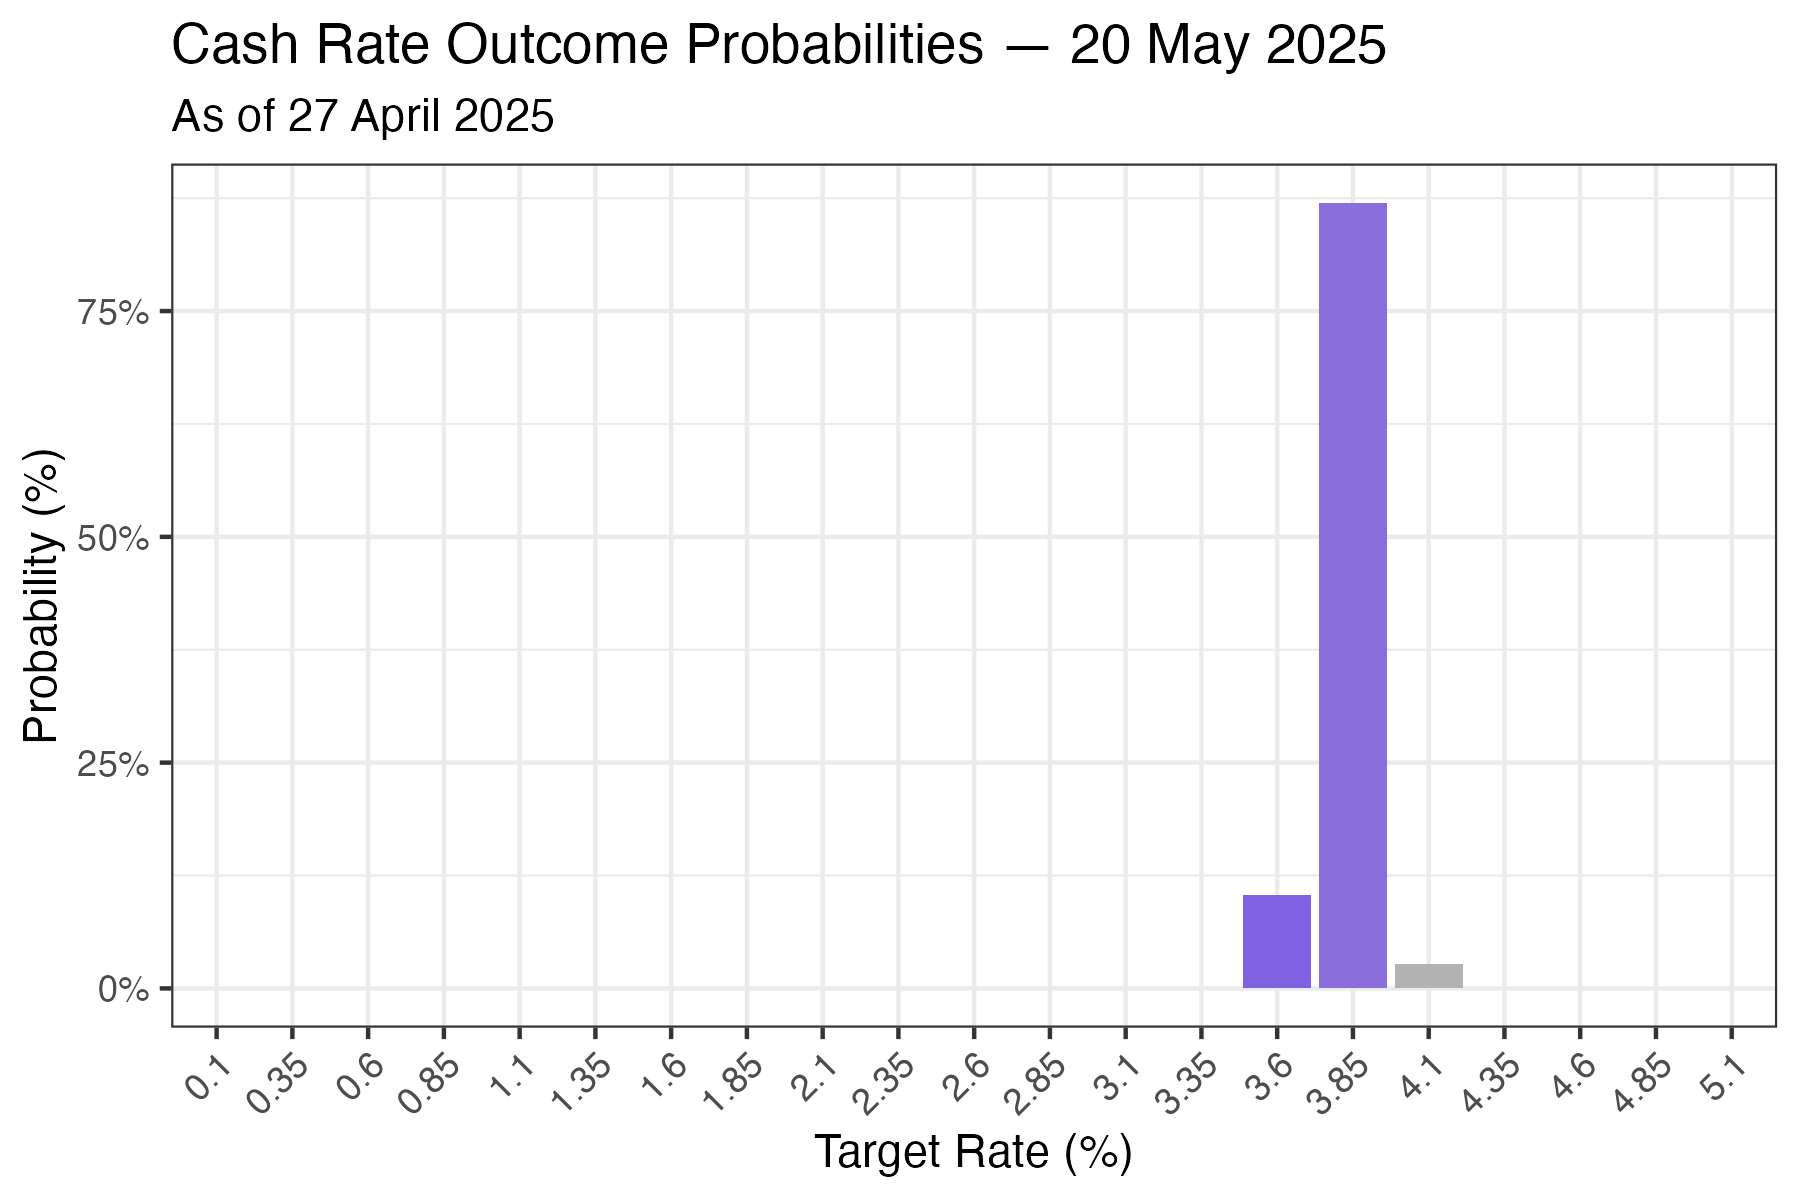 Cash Rate Outcome Probabilities — 20 May 2025
As of 27 April 2025
Probability (%)
75%
50%
25%
0%
0.1 0.35 0.6 0.85 1.1 1.35 1.6 1.85 2.1 2.35 2.6 2.85 3.1 3.35 3.6 3.85 4.1 4.35 4.6 4.85 5.1
Target Rate (%)